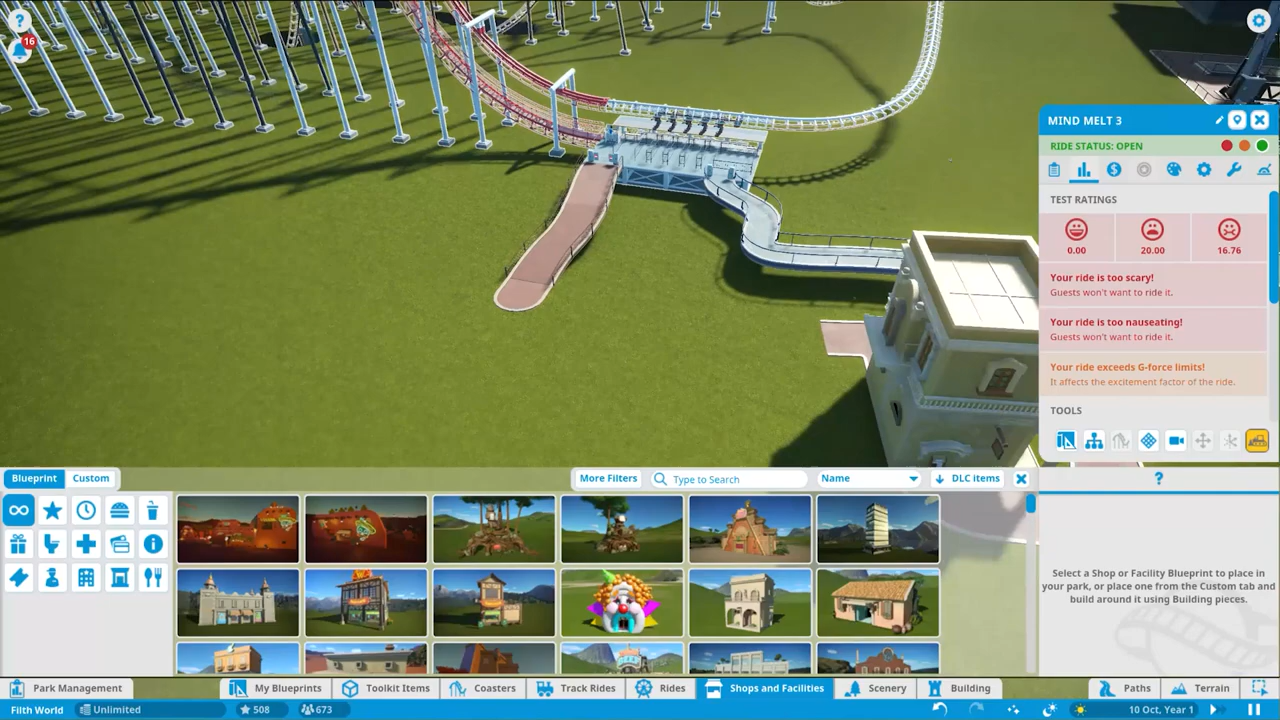 ?
16
MIND MELT 3
RIDE STATUS: OPEN
TEST RATINGS
0.00 20.00 16.76
Your ride is too scary!
Guests won't want to ride it.
Your ride is too nauseating!
Guests won't want to ride it.
Your ride exceeds G-force limits!
It affects the excitement factor of the ride.
TOOLS
Blueprint Custom More Filters Type to Search Name DLC items ?
Select a Shop or Facility Blueprint to place in
your park, or place one from the Custom tab and
build around it using Building pieces.
Park Management My Blueprints Toolkit Items Coasters Track Rides Rides Shops and Facilities Scenery Building Paths Terrain
Filth World Unlimited 508 673 10 Oct, Year 1